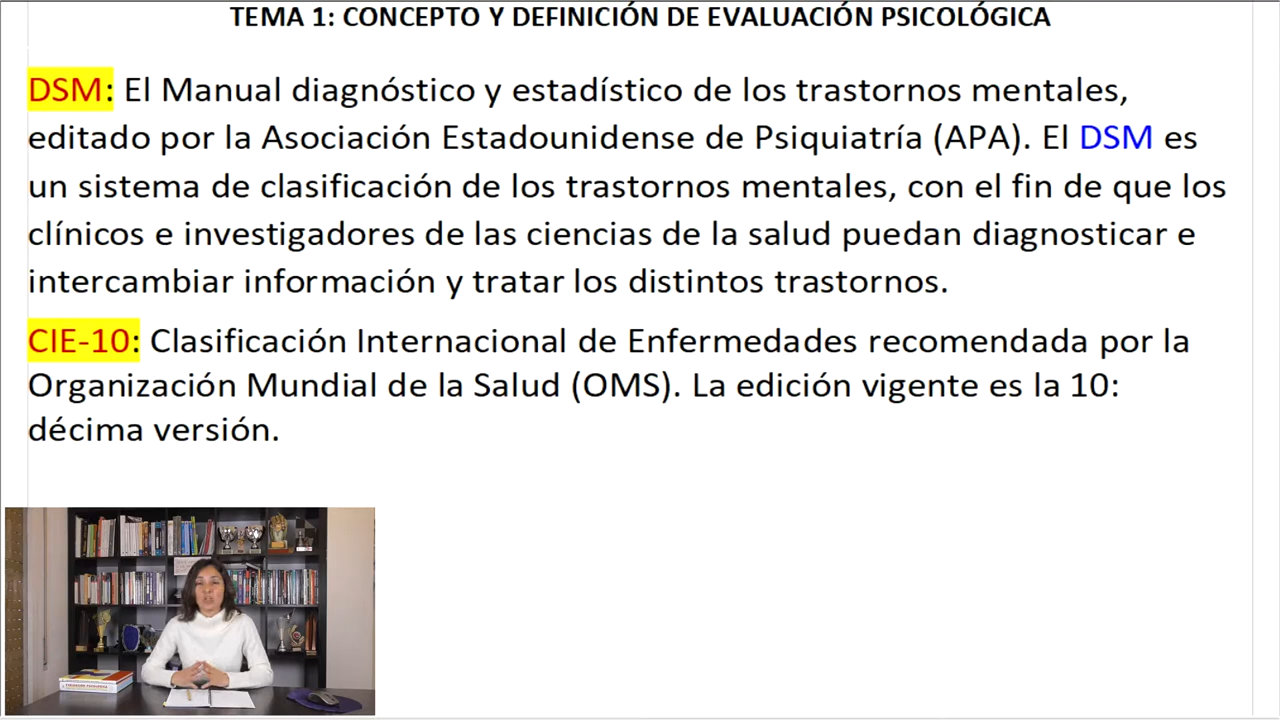 TEMA 1: CONCEPTO Y DEFINICIÓN DE EVALUACIÓN PSICOLÓGICA
DSM: El Manual diagnóstico y estadístico de los trastornos mentales,
editado por la Asociación Estadounidense de Psiquiatría (APA). El DSM es
un sistema de clasificación de los trastornos mentales, con el fin de que los
clínicos e investigadores de las ciencias de la salud puedan diagnosticar e
intercambiar información y tratar los distintos trastornos.
CIE-10: Clasificación Internacional de Enfermedades recomendada por la
Organización Mundial de la Salud (OMS). La edición vigente es la 10:
décima versión.